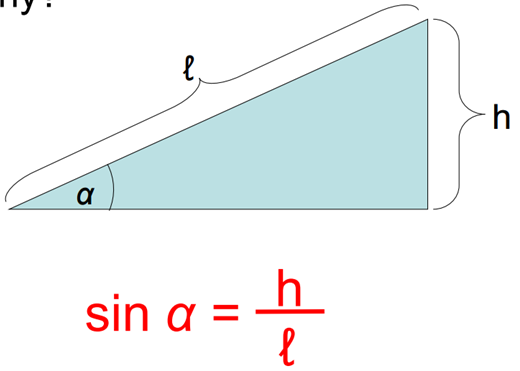 ℓ
h
α
sin α = h/ℓ